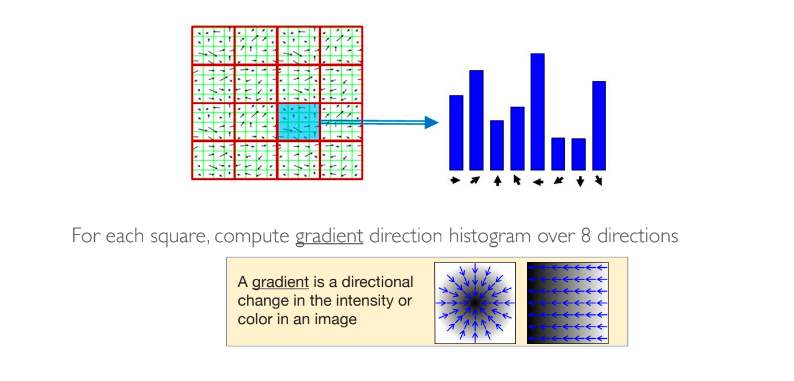 For each square, compute gradient direction histogram over 8 directions
A gradient is a directional
change in the intensity or
color in an image